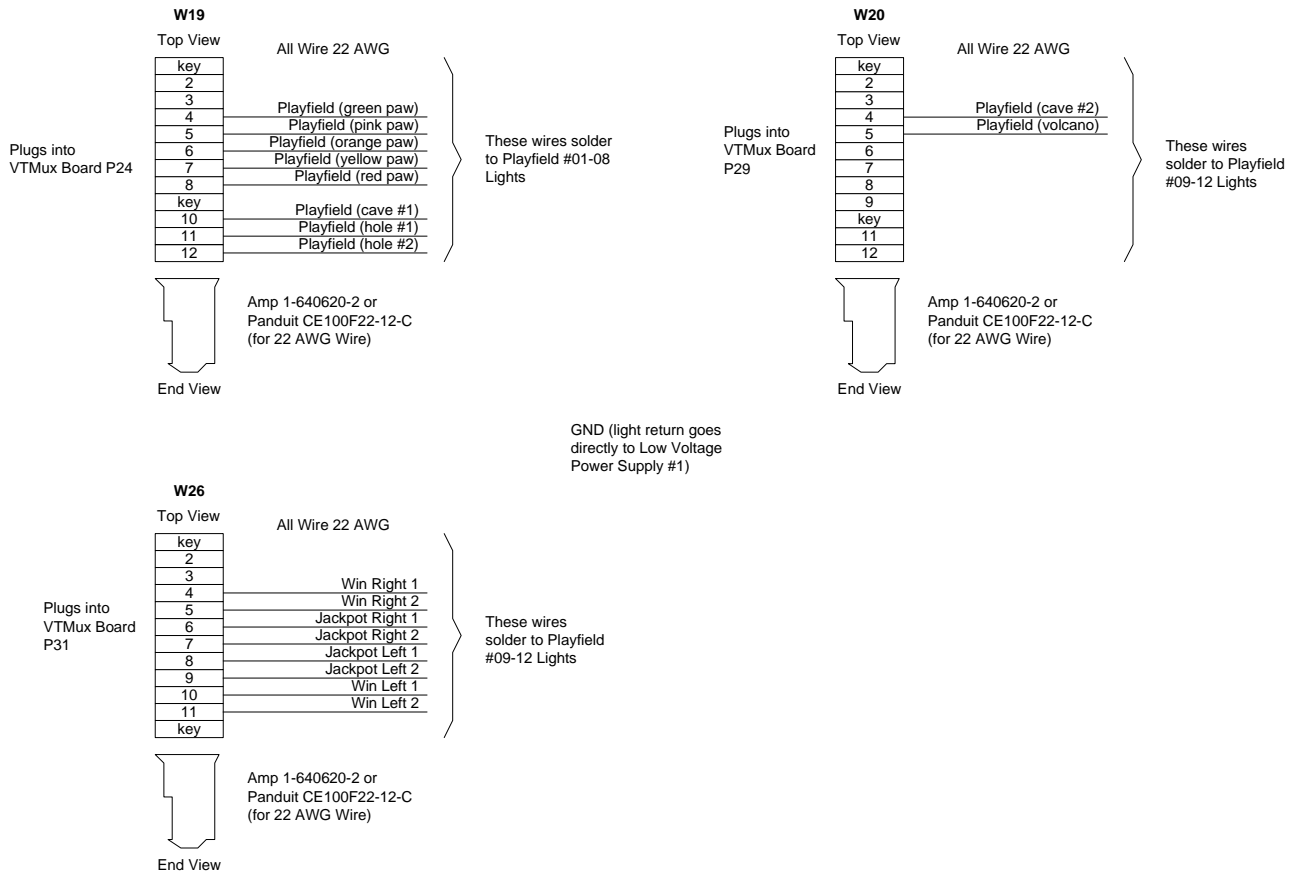 W19
Top View
All Wire 22 AWG
key
2
3
4
5
6
7
8
key
10
11
12
Playfield (green paw)
Playfield (pink paw)
Playfield (orange paw)
Playfield (yellow paw)
Playfield (red paw)
Playfield (cave #1)
Playfield (hole #1)
Playfield (hole #2)
Plugs into
VTMux Board P24
These wires solder
to Playfield #01-08
Lights
Amp 1-640620-2 or
Panduit CE100F22-12-C
(for 22 AWG Wire)
End View
W20
Top View
All Wire 22 AWG
key
2
3
4
5
6
7
8
9
key
11
12
Playfield (cave #2)
Playfield (volcano)
Plugs into
VTMux Board
P29
These wires
solder to Playfield
#09-12 Lights
Amp 1-640620-2 or
Panduit CE100F22-12-C
(for 22 AWG Wire)
End View
GND (light return goes
directly to Low Voltage
Power Supply #1)
W26
Top View
All Wire 22 AWG
key
2
3
4
5
6
7
8
9
10
11
key
Win Right 1
Win Right 2
Jackpot Right 1
Jackpot Right 2
Jackpot Left 1
Jackpot Left 2
Win Left 1
Win Left 2
Plugs into
VTMux Board
P31
These wires
solder to Playfield
#09-12 Lights
Amp 1-640620-2 or
Panduit CE100F22-12-C
(for 22 AWG Wire)
End View